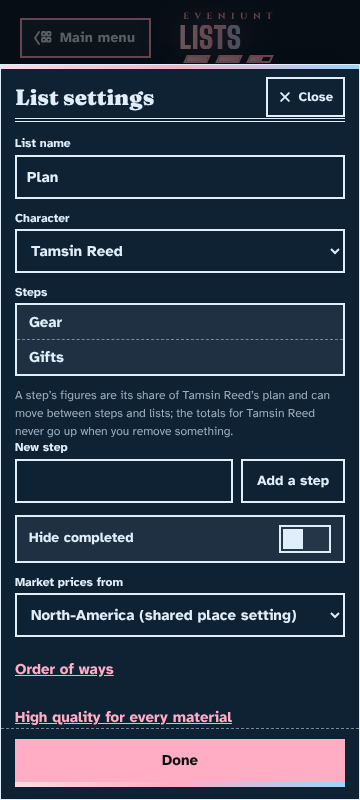 Main menu
EVENIUNT
LISTS
List settings
Close
List name
Plan
Character
Tamsin Reed
Steps
Gear
Gifts
A step's figures are its share of Tamsin Reed's plan and can
move between steps and lists; the totals for Tamsin Reed
never go up when you remove something.
New step
Add a step
Hide completed
Market prices from
North-America (shared place setting)
Order of ways
High quality for every material
Done